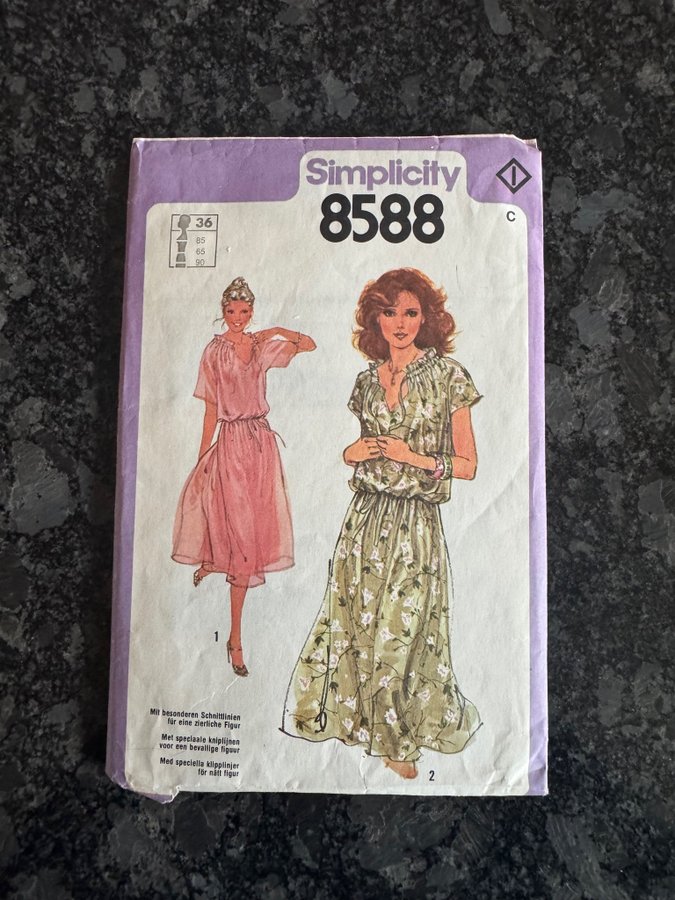 Simplicity
8588
I
C
36
85
65
90
1
2
Mit besonderen Schnittlinien
für eine zierliche Figur
Met speciaale kniplijnen
voor een bevallige figuur
Med speciella klipplinjer
för nätt figur